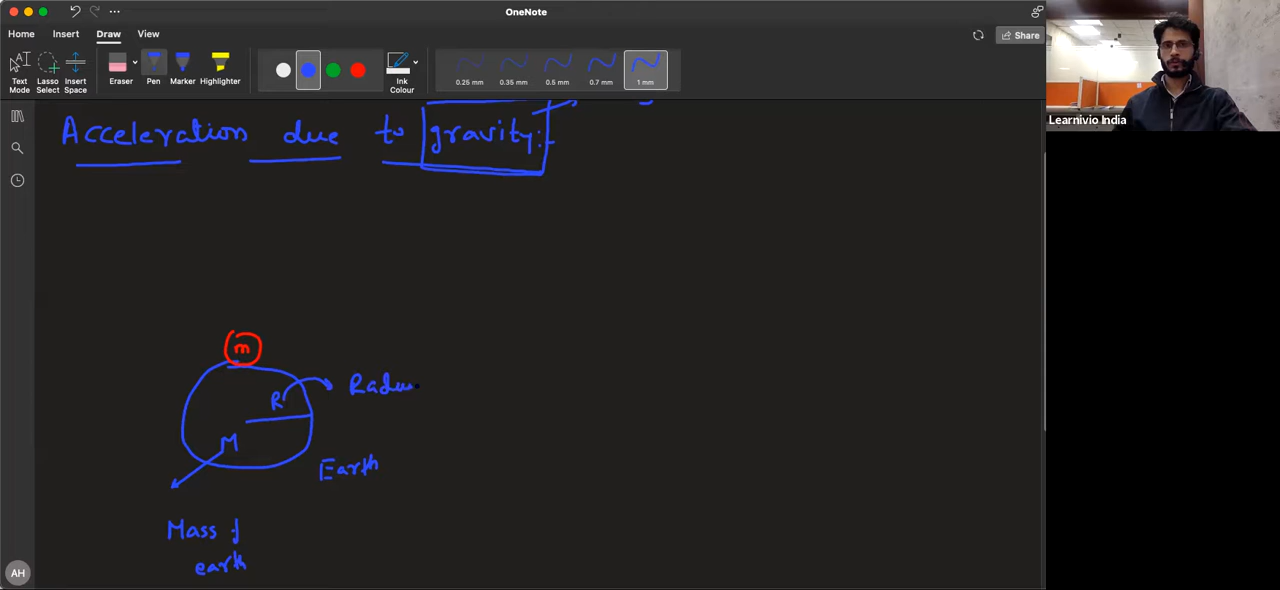 OneNote
Home Insert Draw View
Share
Text Mode
Lasso Select
Insert Space
Eraser
Pen
Marker
Highlighter
Ink Colour
0.25 mm
0.35 mm
0.5 mm
0.7 mm
1 mm
Learnivio India
Acceleration due to gravity:-
m
R
Radiu
M
Earth
Mass of
earth
AH